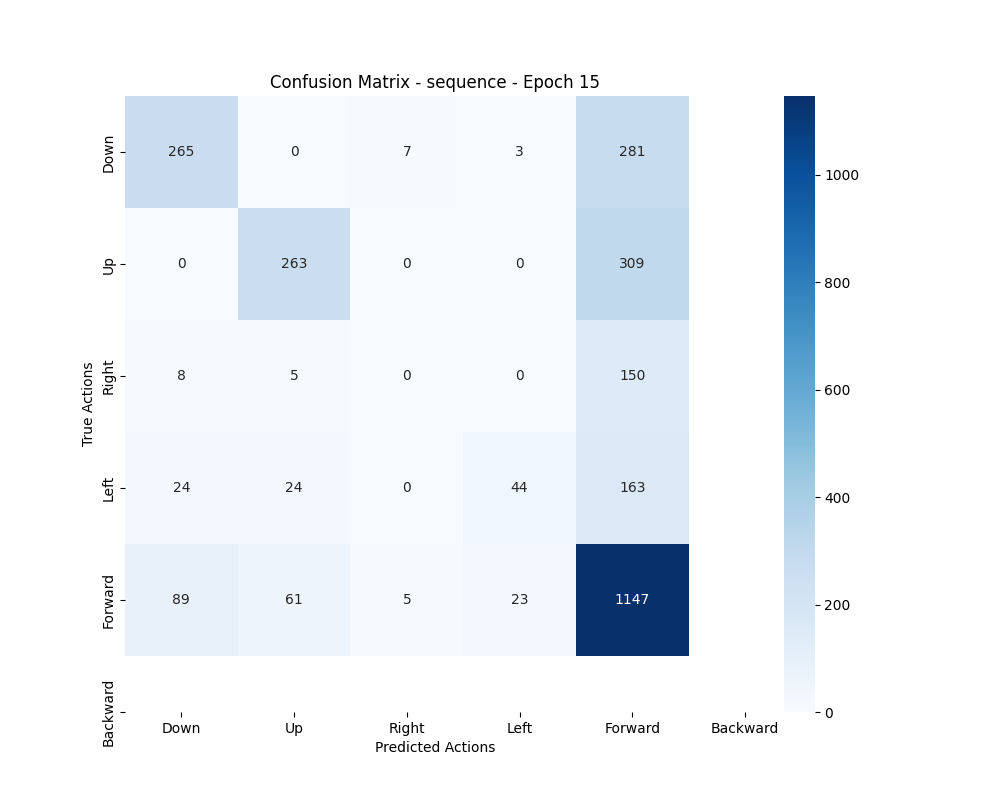 Confusion Matrix - sequence - Epoch 15
True Actions
Down 265 0 7 3 281
Up 0 263 0 0 309
Right 8 5 0 0 150
Left 24 24 0 44 163
Forward 89 61 5 23 1147
Backward
Down Up Right Left Forward Backward
Predicted Actions
1000
800
600
400
200
0